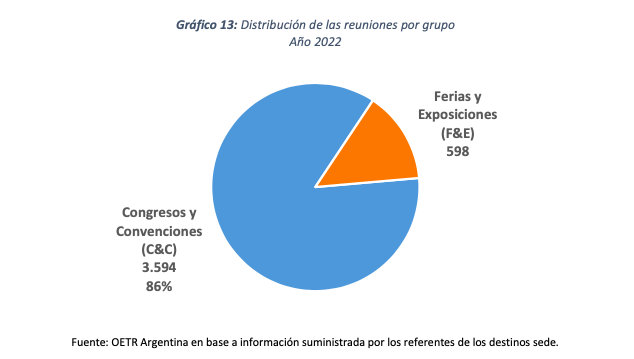 Gráfico 13: Distribución de las reuniones por grupo
Año 2022
Ferias y
Exposiciones
(F&E)
598
Congresos y
Convenciones
(C&C)
3.594
86%
Fuente: OETR Argentina en base a información suministrada por los referentes de los destinos sede.